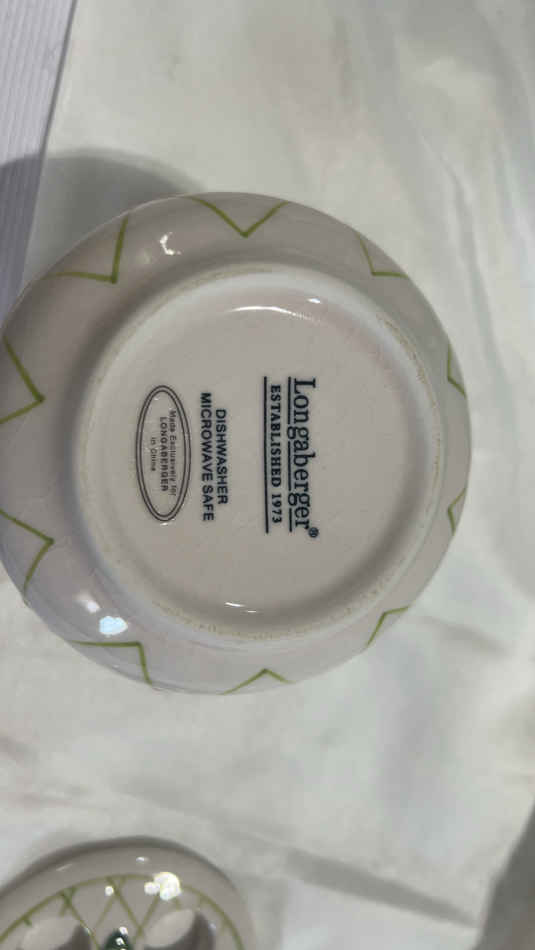 Longaberger®
ESTABLISHED 1973
DISHWASHER
MICROWAVE SAFE
Made Exclusively for
LONGABERGER
in China